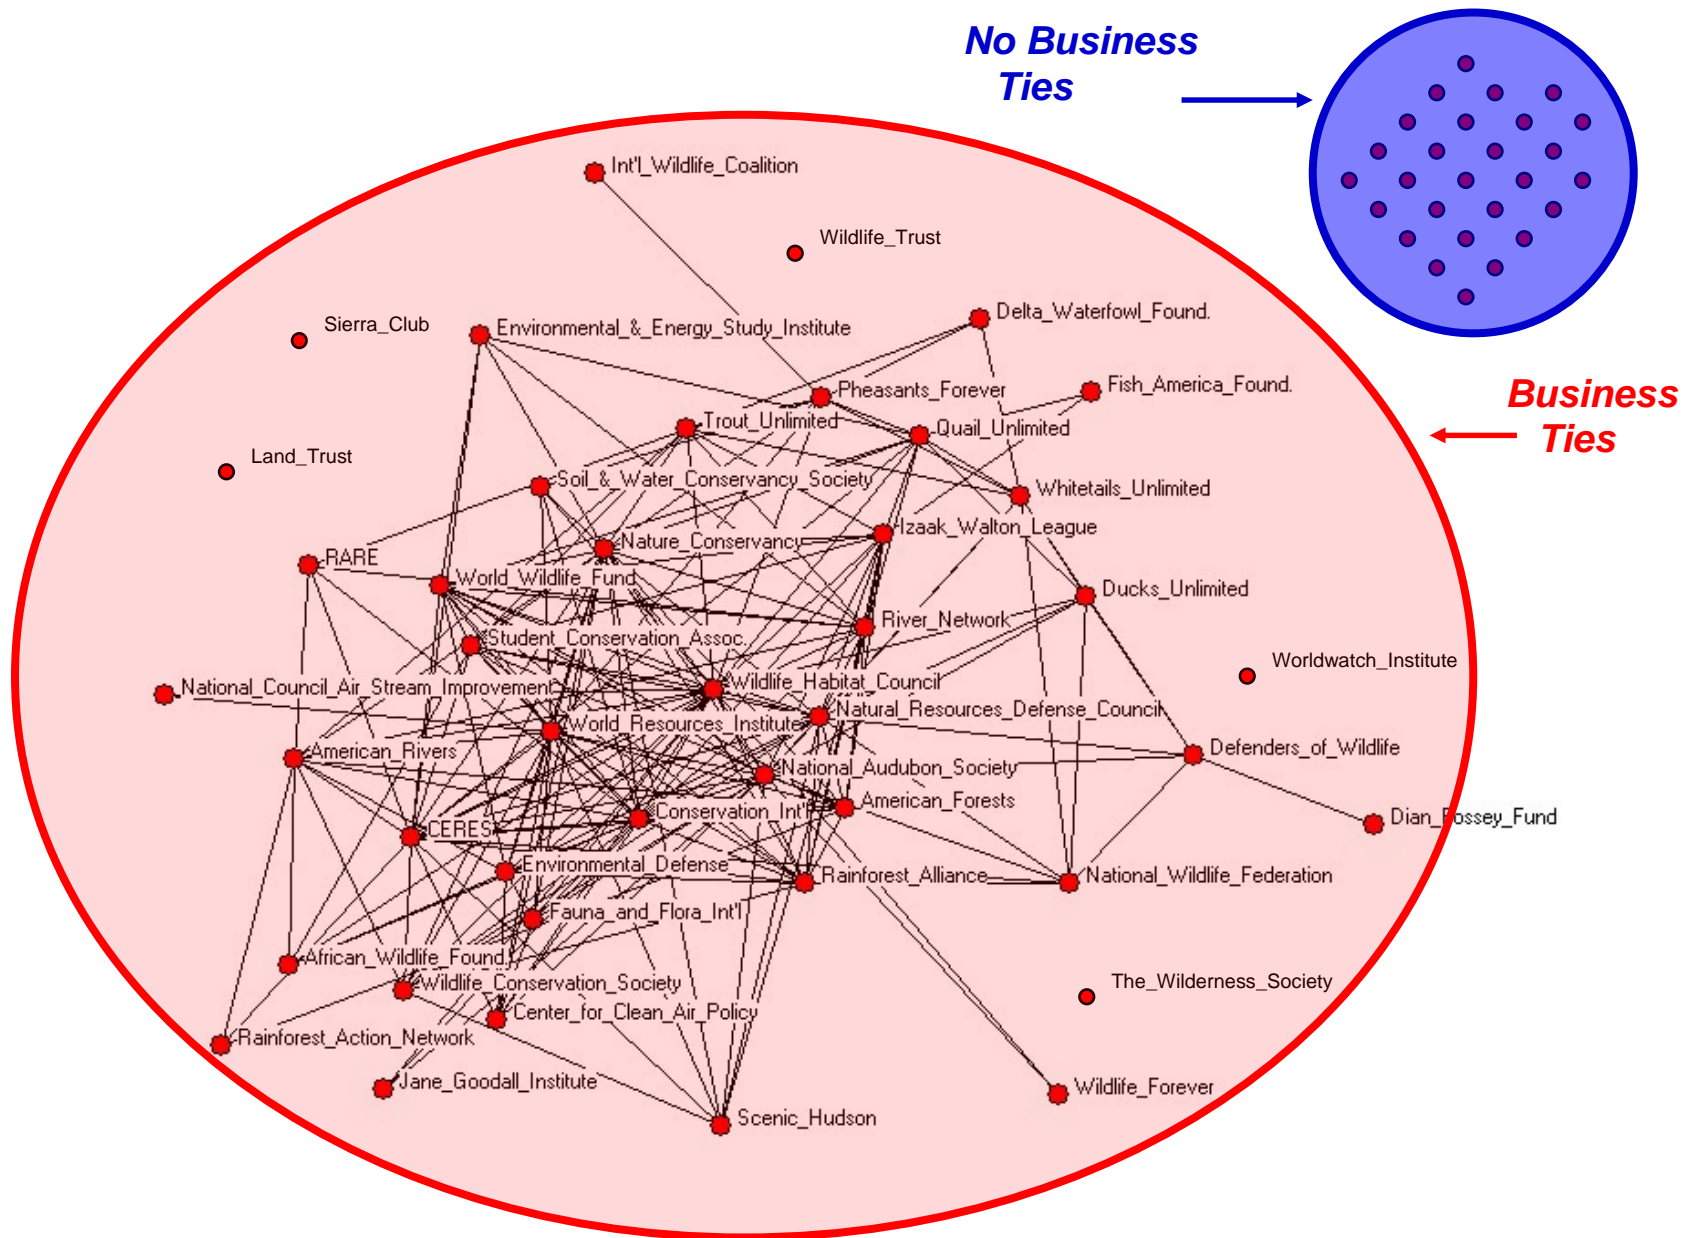 No Business
Ties
Int'l_Wildlife_Coalition
Wildlife_Trust
Delta_Waterfowl_Found.
Sierra_Club
Environmental_&_Energy_Study_Institute
Pheasants_Forever
Fish_America_Found.
Business
Ties
Trout_Unlimited
Quail_Unlimited
Land_Trust
Soil_&_Water_Conservancy_Society
Whitetails_Unlimited
Izaak_Walton_League
Nature_Conservancy
RARE
World_Wildlife_Fund
Ducks_Unlimited
River_Network
Student_Conservation_Assoc.
Worldwatch_Institute
Wildlife_Habitat_Council
National_Council_Air_Stream_Improvement
Natural_Resources_Defense_Council
World_Resources_Institute
American_Rivers
Defenders_of_Wildlife
National_Audubon_Society
American_Forests
Conservation_Int'l
Dian_Fossey_Fund
CERES
Environmental_Defense
Rainforest_Alliance
National_Wildlife_Federation
Fauna_and_Flora_Int'l
African_Wildlife_Found.
Wildlife_Conservation_Society
The_Wilderness_Society
Center_for_Clean_Air_Policy
Rainforest_Action_Network
Jane_Goodall_Institute
Wildlife_Forever
Scenic_Hudson